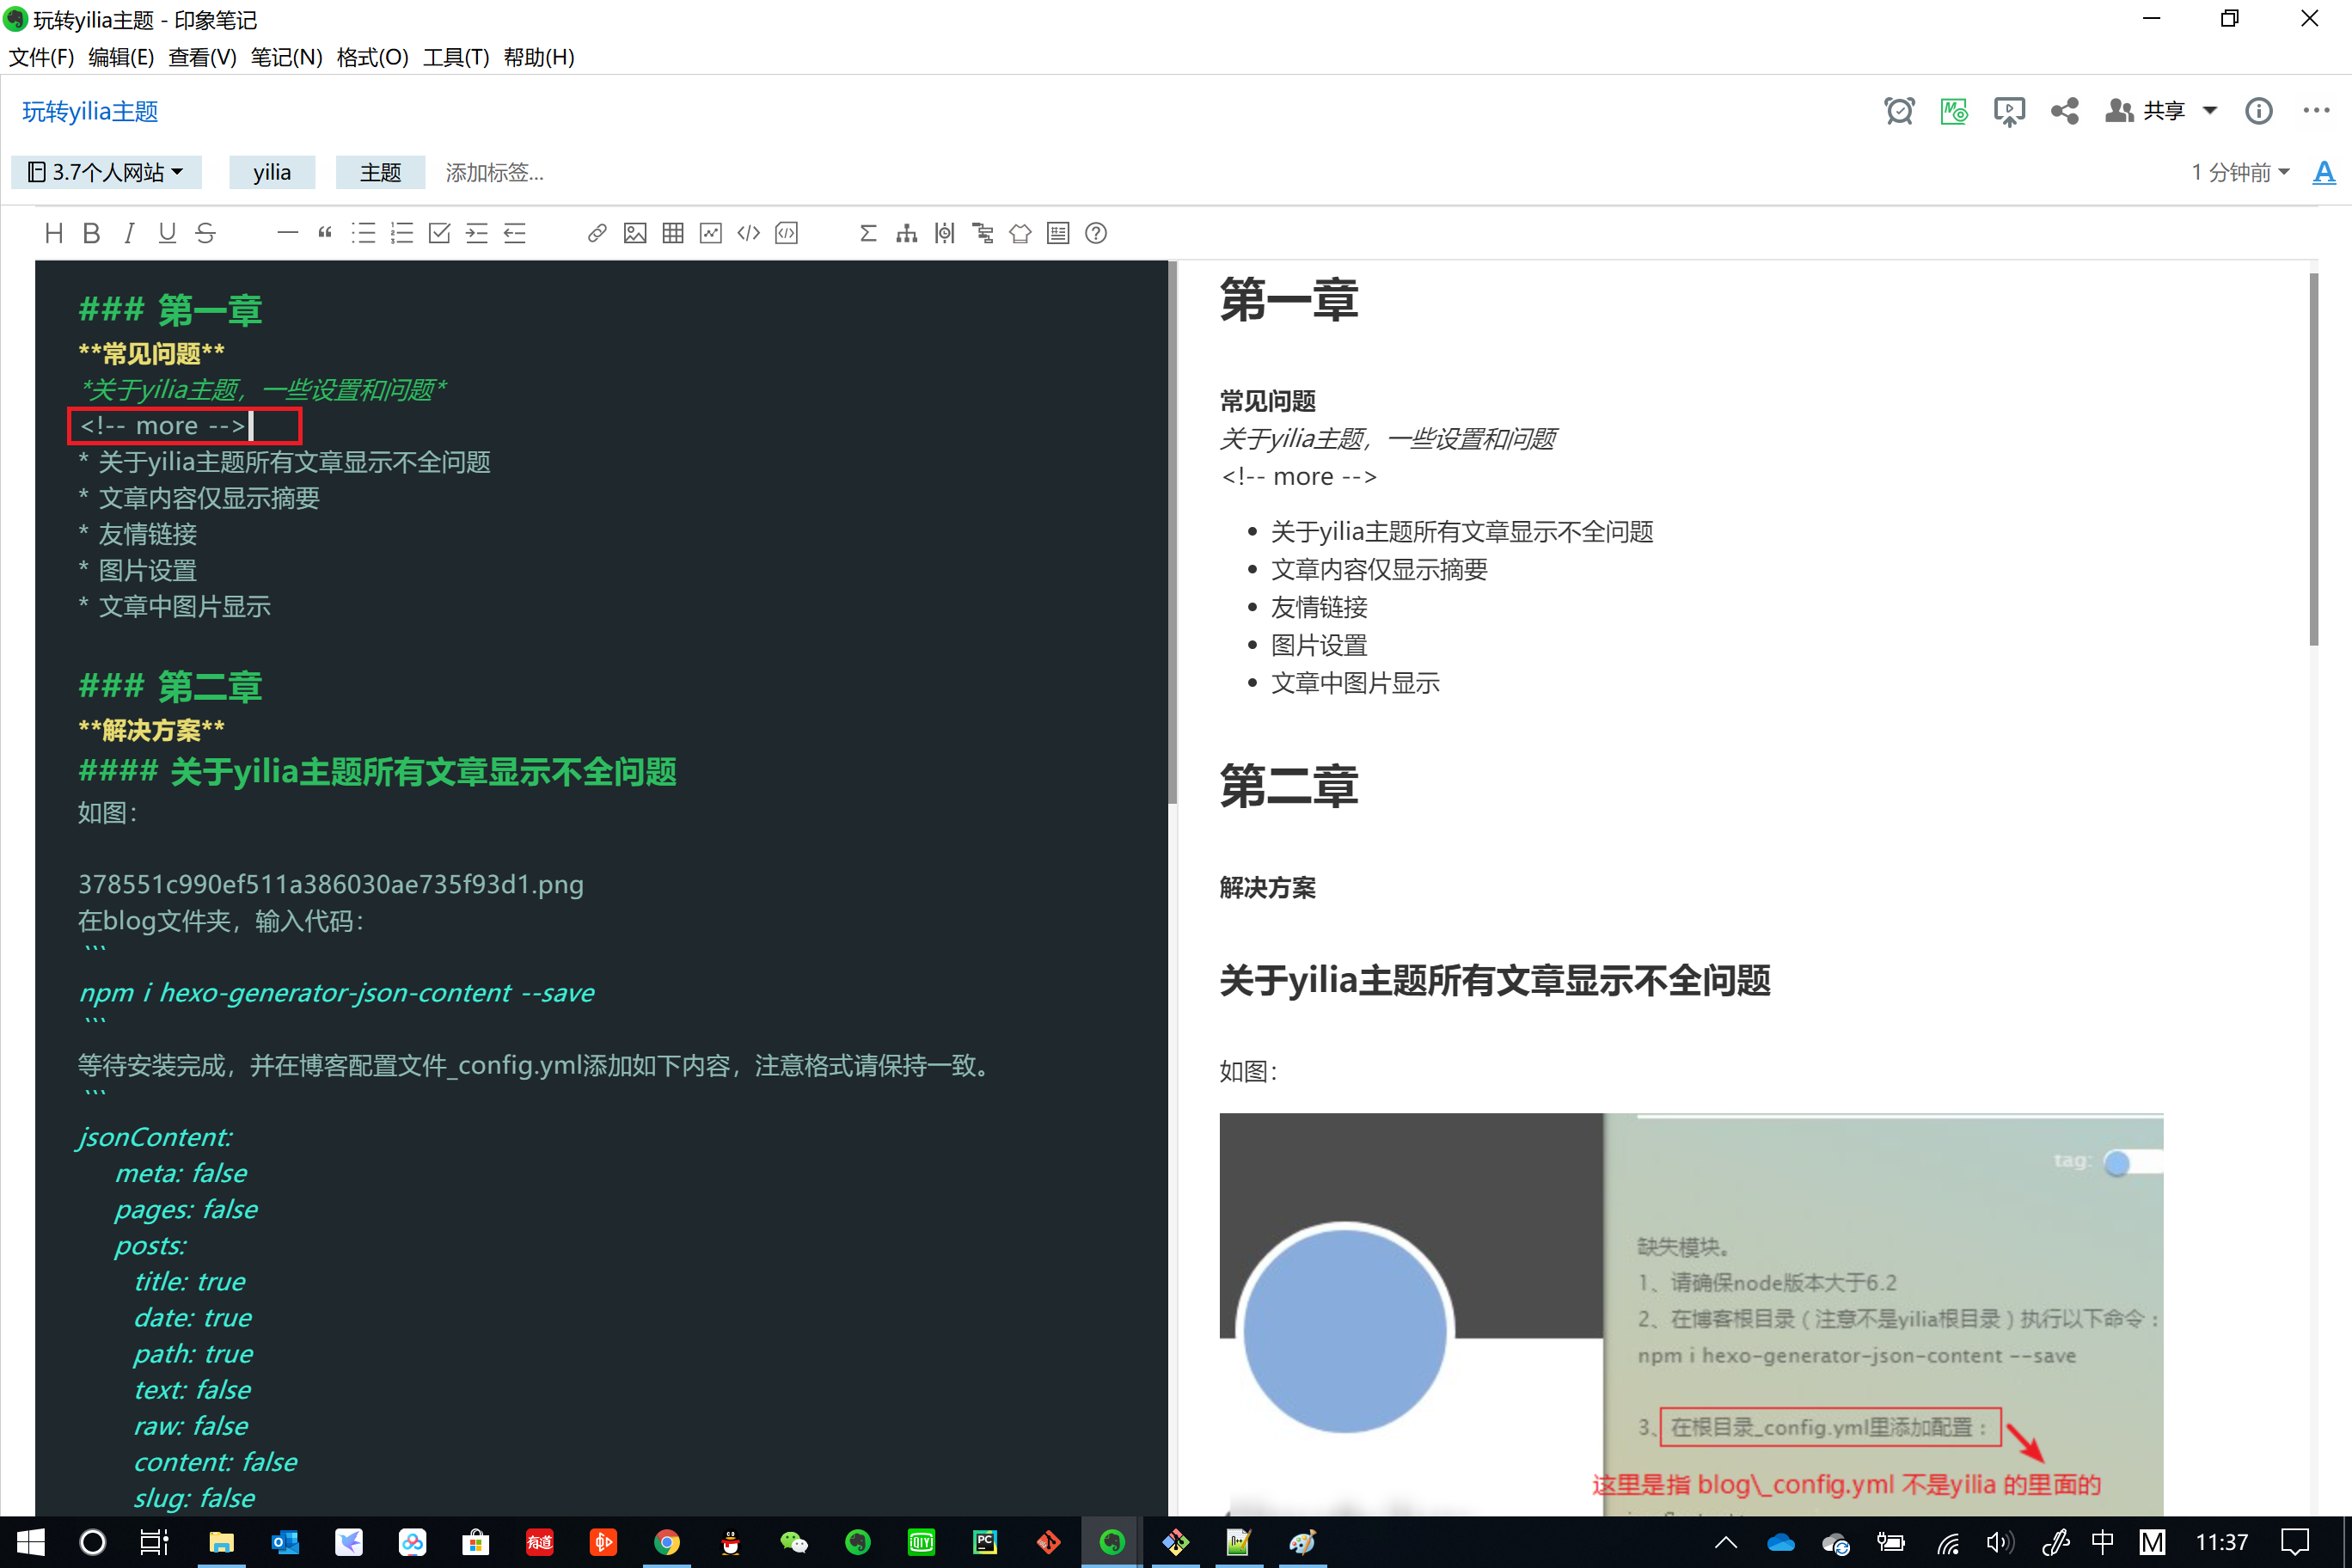 玩转yilia主题 - 印象笔记
文件(F) 编辑(E) 查看(V) 笔记(N) 格式(O) 工具(T) 帮助(H)
玩转yilia主题
共享
3.7个人网站 yilia 主题 添加标签...
1 分钟前
### 第一章
**常见问题**
*关于yilia主题，一些设置和问题*
<!-- more -->
* 关于yilia主题所有文章显示不全问题
* 文章内容仅显示摘要
* 友情链接
* 图片设置
* 文章中图片显示
### 第二章
**解决方案**
#### 关于yilia主题所有文章显示不全问题
如图：
378551c990ef511a386030ae735f93d1.png
在blog文件夹，输入代码：
```
npm i hexo-generator-json-content --save
```
等待安装完成，并在博客配置文件_config.yml添加如下内容，注意格式请保持一致。
```
jsonContent:
meta: false
pages: false
posts:
title: true
date: true
path: true
text: false
raw: false
content: false
slug: false
第一章
常见问题
关于yilia主题，一些设置和问题
<!-- more -->
• 关于yilia主题所有文章显示不全问题
• 文章内容仅显示摘要
• 友情链接
• 图片设置
• 文章中图片显示
第二章
解决方案
关于yilia主题所有文章显示不全问题
如图：
tag:
缺失模块。
1、请确保node版本大于6.2
2、在博客根目录（注意不是yilia根目录）执行以下命令：
npm i hexo-generator-json-content --save
3、在根目录_config.yml里添加配置：
这里是指 blog\_config.yml 不是yilia 的里面的
有道
PC
中
M
11:37